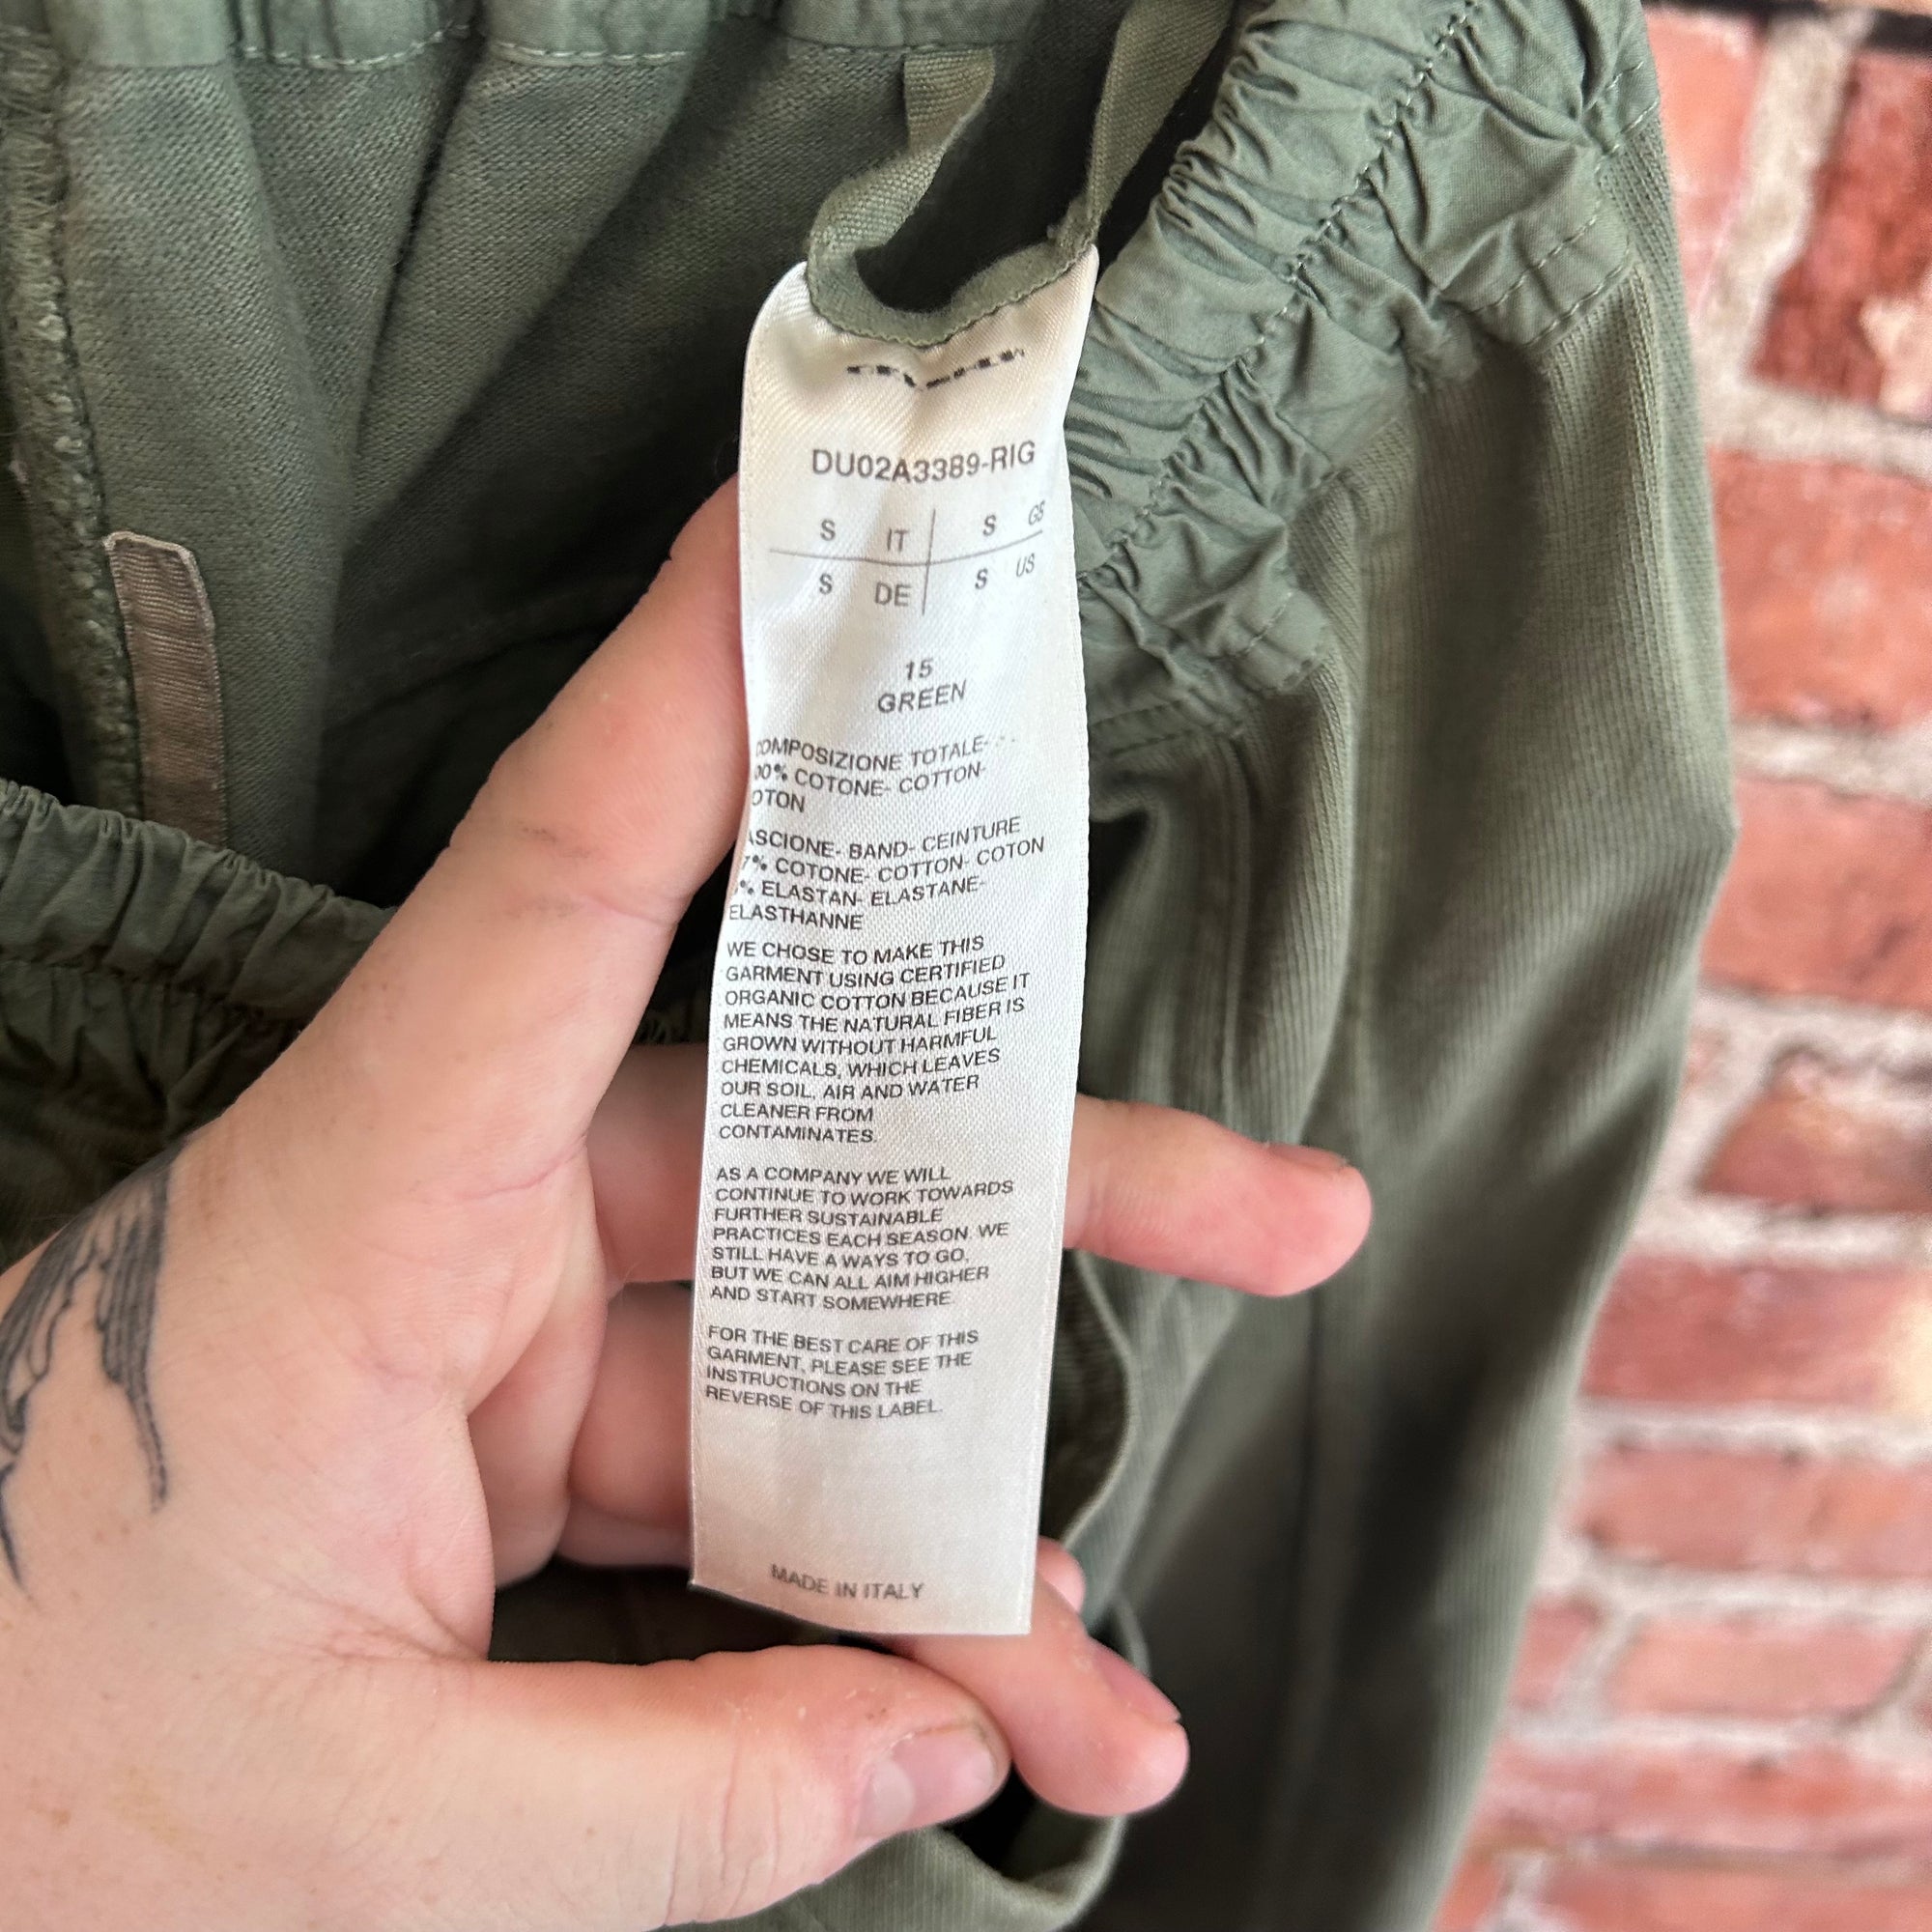 DU02A3389-RIG
S IT S GB
S DE S US
15
GREEN
COMPOSIZIONE TOTALE-
00% COTONE- COTTON-
OTON
ASCIONE- BAND- CEINTURE
7% COTONE- COTTON- COTON
% ELASTAN- ELASTANE-
ELASTHANNE
WE CHOSE TO MAKE THIS
GARMENT USING CERTIFIED
ORGANIC COTTON BECAUSE IT
MEANS THE NATURAL FIBER IS
GROWN WITHOUT HARMFUL
CHEMICALS, WHICH LEAVES
OUR SOIL, AIR AND WATER
CLEANER FROM
CONTAMINATES.
AS A COMPANY WE WILL
CONTINUE TO WORK TOWARDS
FURTHER SUSTAINABLE
PRACTICES EACH SEASON. WE
STILL HAVE A WAYS TO GO,
BUT WE CAN ALL AIM HIGHER
AND START SOMEWHERE.
FOR THE BEST CARE OF THIS
GARMENT, PLEASE SEE THE
INSTRUCTIONS ON THE
REVERSE OF THIS LABEL.
MADE IN ITALY